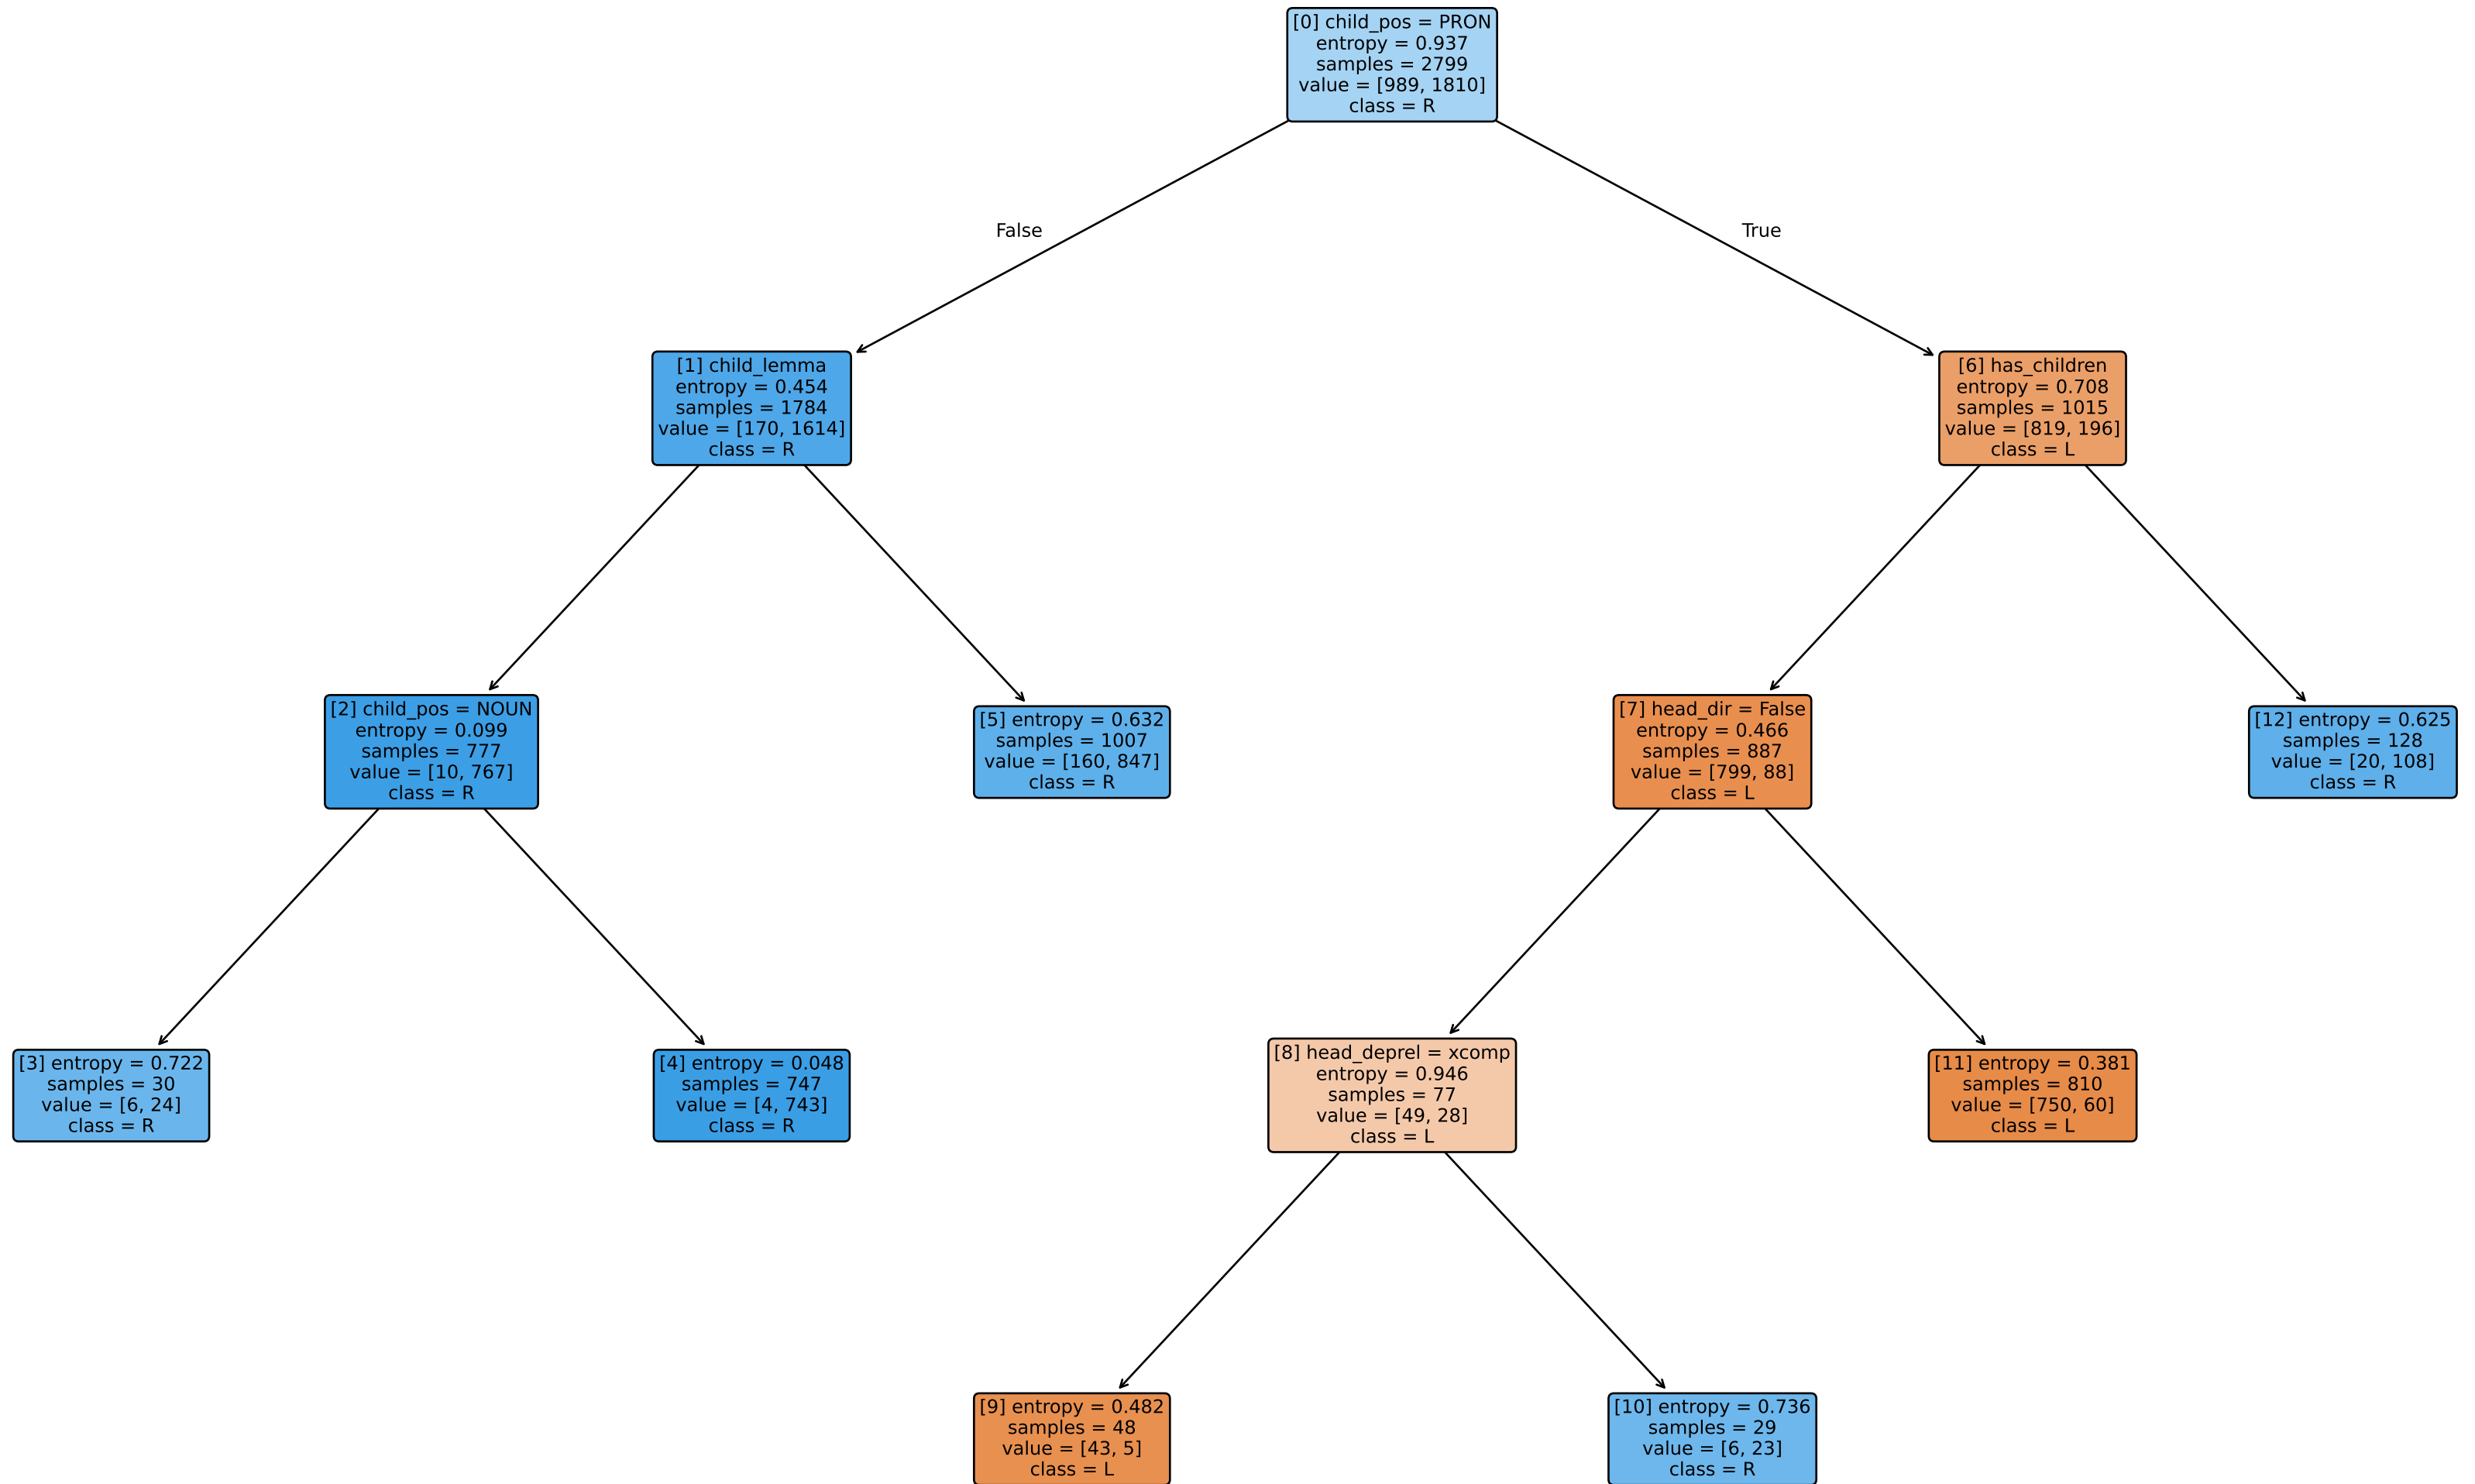 [0] child_pos = PRON
entropy = 0.937
samples = 2799
value = [989, 1810]
class = R
False
True
[1] child_lemma
entropy = 0.454
samples = 1784
value = [170, 1614]
class = R
[6] has_children
entropy = 0.708
samples = 1015
value = [819, 196]
class = L
[2] child_pos = NOUN
entropy = 0.099
samples = 777
value = [10, 767]
class = R
[5] entropy = 0.632
samples = 1007
value = [160, 847]
class = R
[7] head_dir = False
entropy = 0.466
samples = 887
value = [799, 88]
class = L
[12] entropy = 0.625
samples = 128
value = [20, 108]
class = R
[3] entropy = 0.722
samples = 30
value = [6, 24]
class = R
[4] entropy = 0.048
samples = 747
value = [4, 743]
class = R
[8] head_deprel = xcomp
entropy = 0.946
samples = 77
value = [49, 28]
class = L
[11] entropy = 0.381
samples = 810
value = [750, 60]
class = L
[9] entropy = 0.482
samples = 48
value = [43, 5]
class = L
[10] entropy = 0.736
samples = 29
value = [6, 23]
class = R